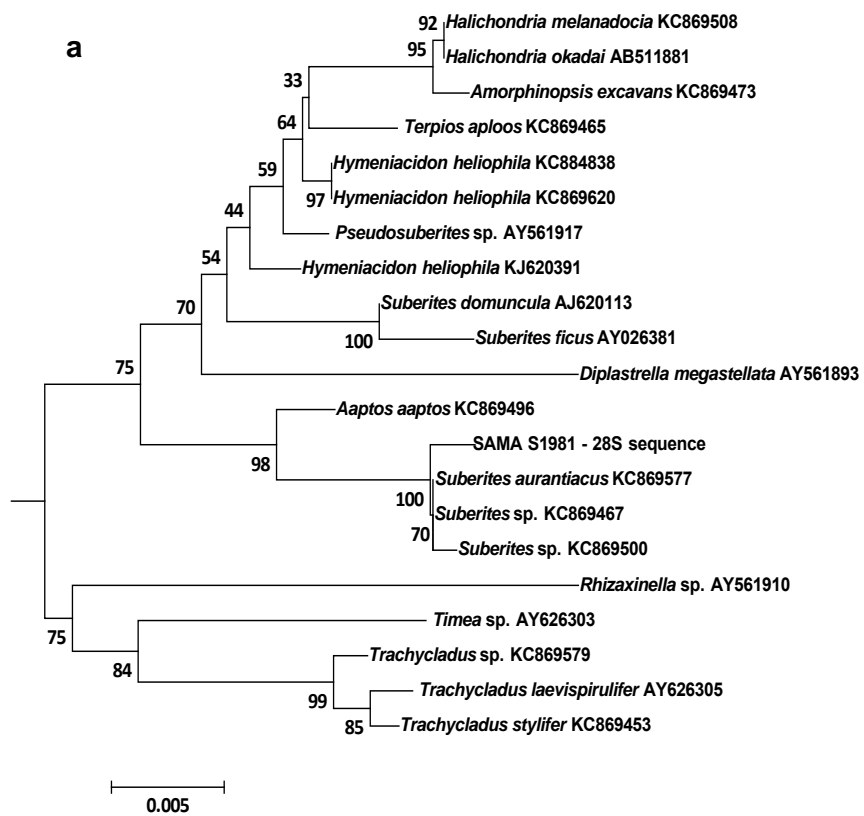 a
92
Halichondria melanadocia KC869508
95
Halichondria okadai AB511881
33
Amorphinopsis excavans KC869473
64
Terpios aploos KC869465
59
Hymeniacidon heliophila KC884838
97
Hymeniacidon heliophila KC869620
44
Pseudosuberites sp. AY561917
54
Hymeniacidon heliophila KJ620391
70
Suberites domuncula AJ620113
100
Suberites ficus AY026381
75
Diplastrella megastellata AY561893
Aaptos aaptos KC869496
98
SAMA S1981 - 28S sequence
Suberites aurantiacus KC869577
100
Suberites sp. KC869467
70
Suberites sp. KC869500
Rhizaxinella sp. AY561910
75
Timea sp. AY626303
84
Trachycladus sp. KC869579
99
Trachycladus laevispirulifer AY626305
85
Trachycladus stylifer KC869453
0.005